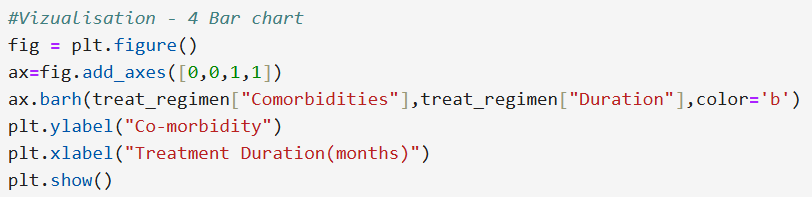 #Vizualisation - 4 Bar chart
fig = plt.figure()
ax=fig.add_axes([0,0,1,1])
ax.barh(treat_regimen["Comorbidities"],treat_regimen["Duration"],color='b')
plt.ylabel("Co-morbidity")
plt.xlabel("Treatment Duration(months)")
plt.show()